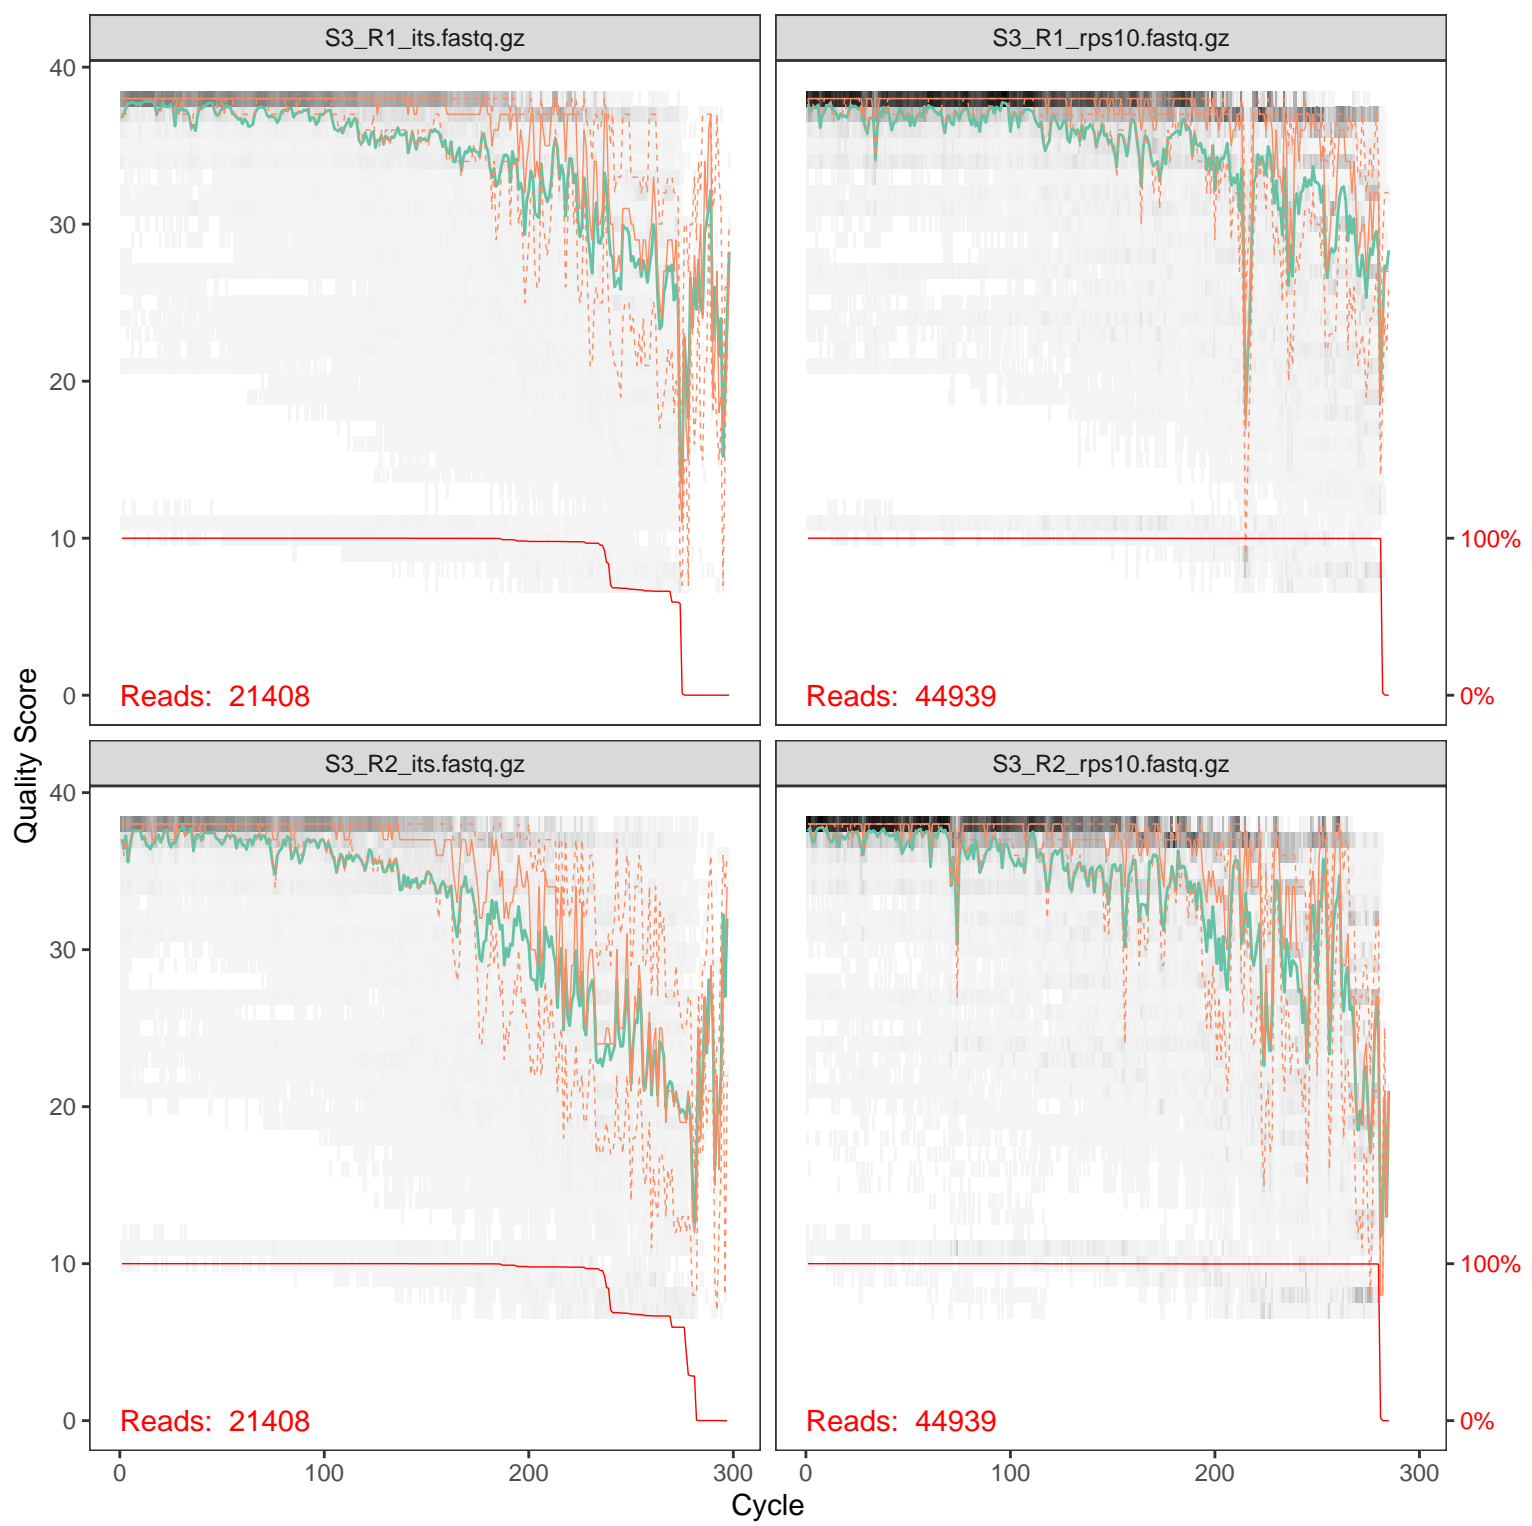 S3_R1_its.fastq.gz
S3_R1_rps10.fastq.gz
40
30
20
10
0
100%
0%
Reads: 21408
Reads: 44939
Quality Score
S3_R2_its.fastq.gz
S3_R2_rps10.fastq.gz
40
30
20
10
0
100%
0%
Reads: 21408
Reads: 44939
0 100 200 300
0 100 200 300
Cycle